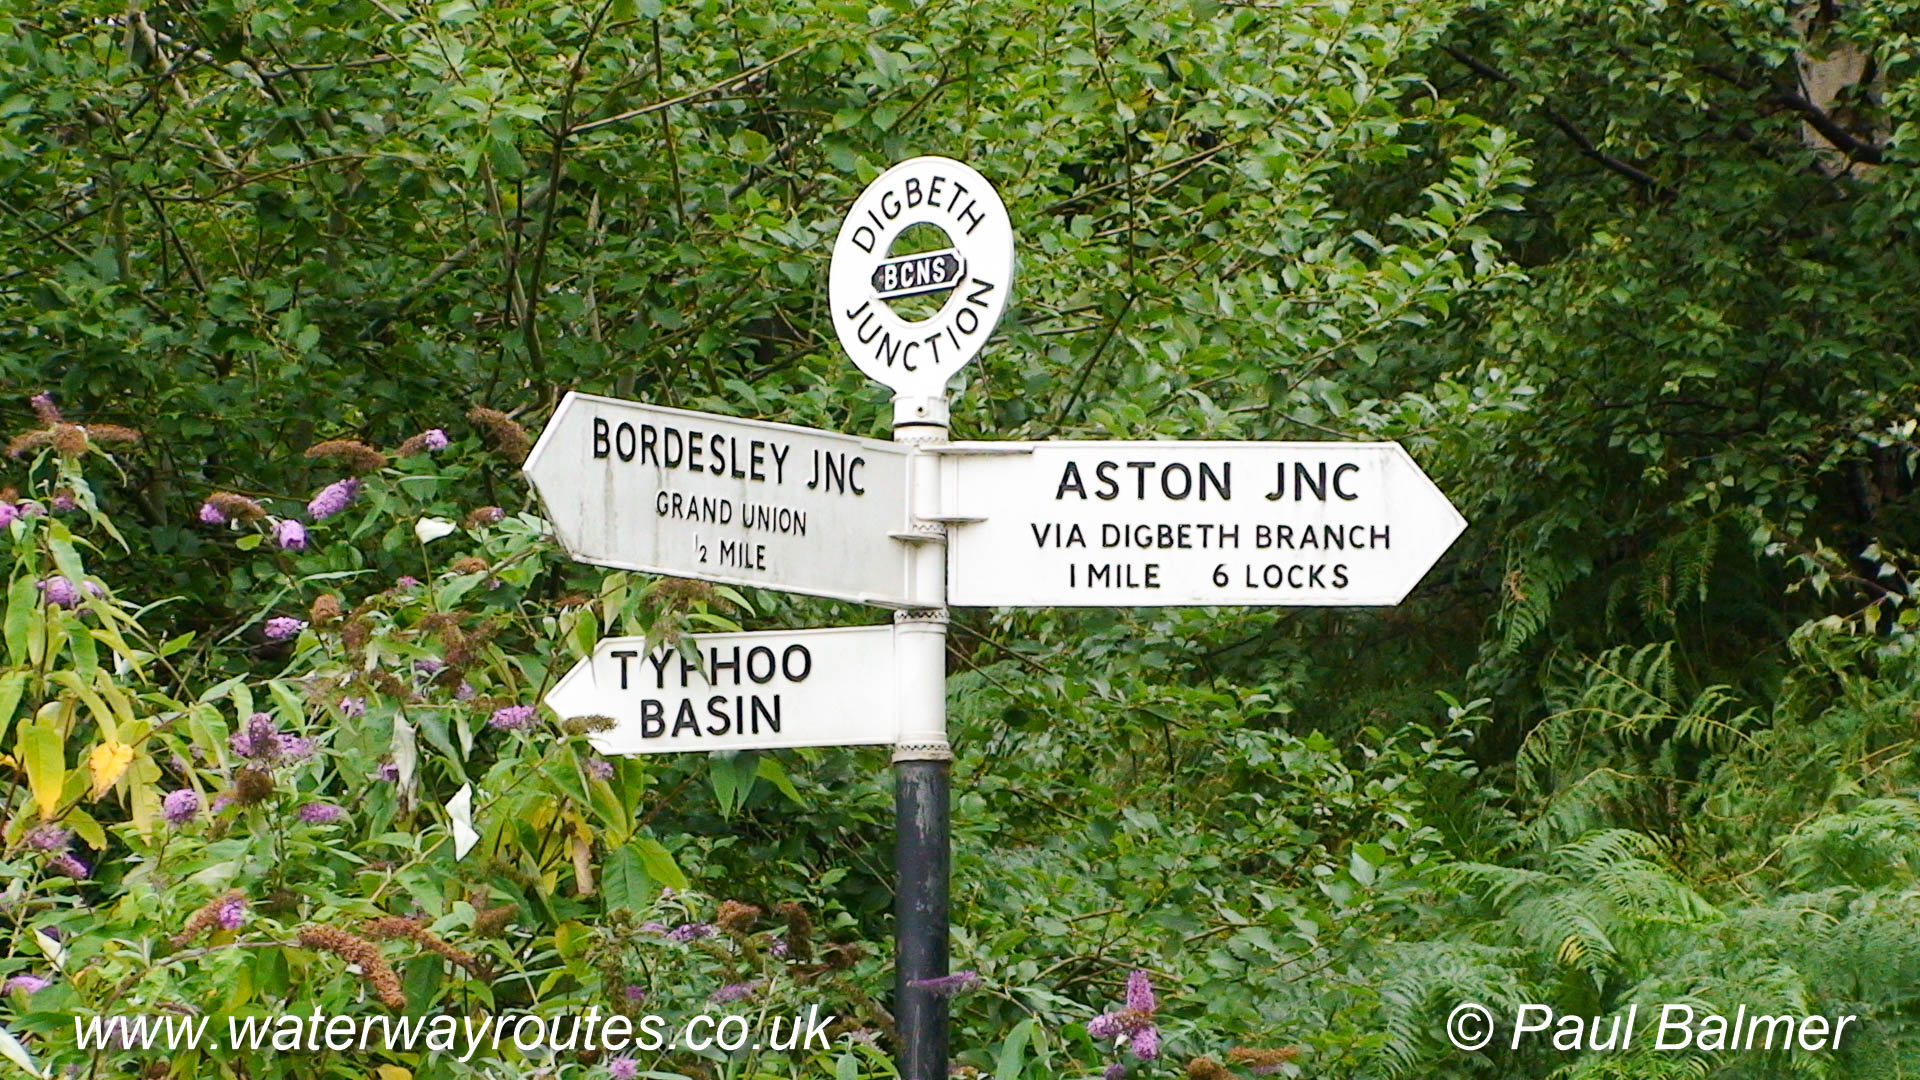 DIGBETH
BCNS
JUNCTION
BORDESLEY JNC
GRAND UNION
½ MILE
ASTON JNC
VIA DIGBETH BRANCH
1 MILE 6 LOCKS
TYPHOO
BASIN
www.waterwayroutes.co.uk
© Paul Balmer